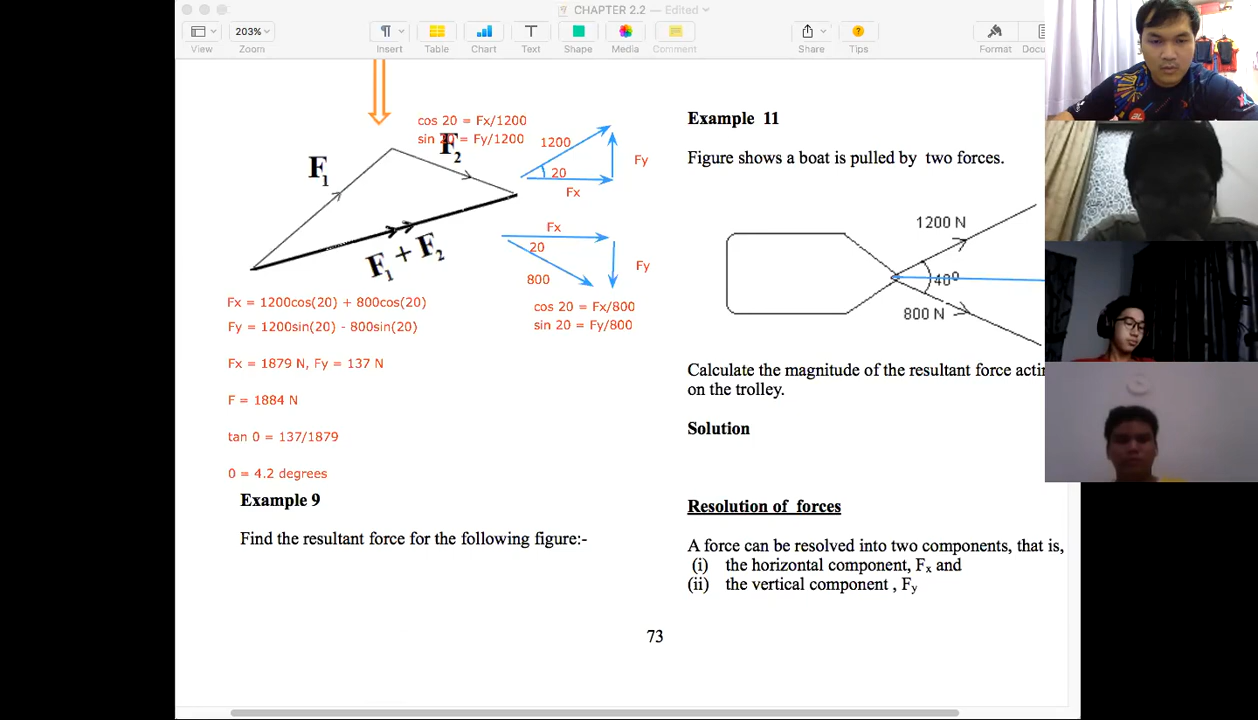 CHAPTER 2.2 — Edited
203%
View
Zoom
Insert
Table
Chart
Text
Shape
Media
Comment
Share
Tips
Format
Docu
cos 20 = Fx/1200
sin 20 = Fy/1200
F1
F2
F1 + F2
1200
20
Fx
Fy
Fx
20
800
Fy
cos 20 = Fx/800
sin 20 = Fy/800
Fx = 1200cos(20) + 800cos(20)
Fy = 1200sin(20) - 800sin(20)
Fx = 1879 N, Fy = 137 N
F = 1884 N
tan 0 = 137/1879
0 = 4.2 degrees
Example 9
Find the resultant force for the following figure:-
Example 11
Figure shows a boat is pulled by two forces.
1200 N
40º
800 N
Calculate the magnitude of the resultant force acti
on the trolley.
Solution
Resolution of forces
A force can be resolved into two components, that is,
(i) the horizontal component, Fx and
(ii) the vertical component , Fy
73